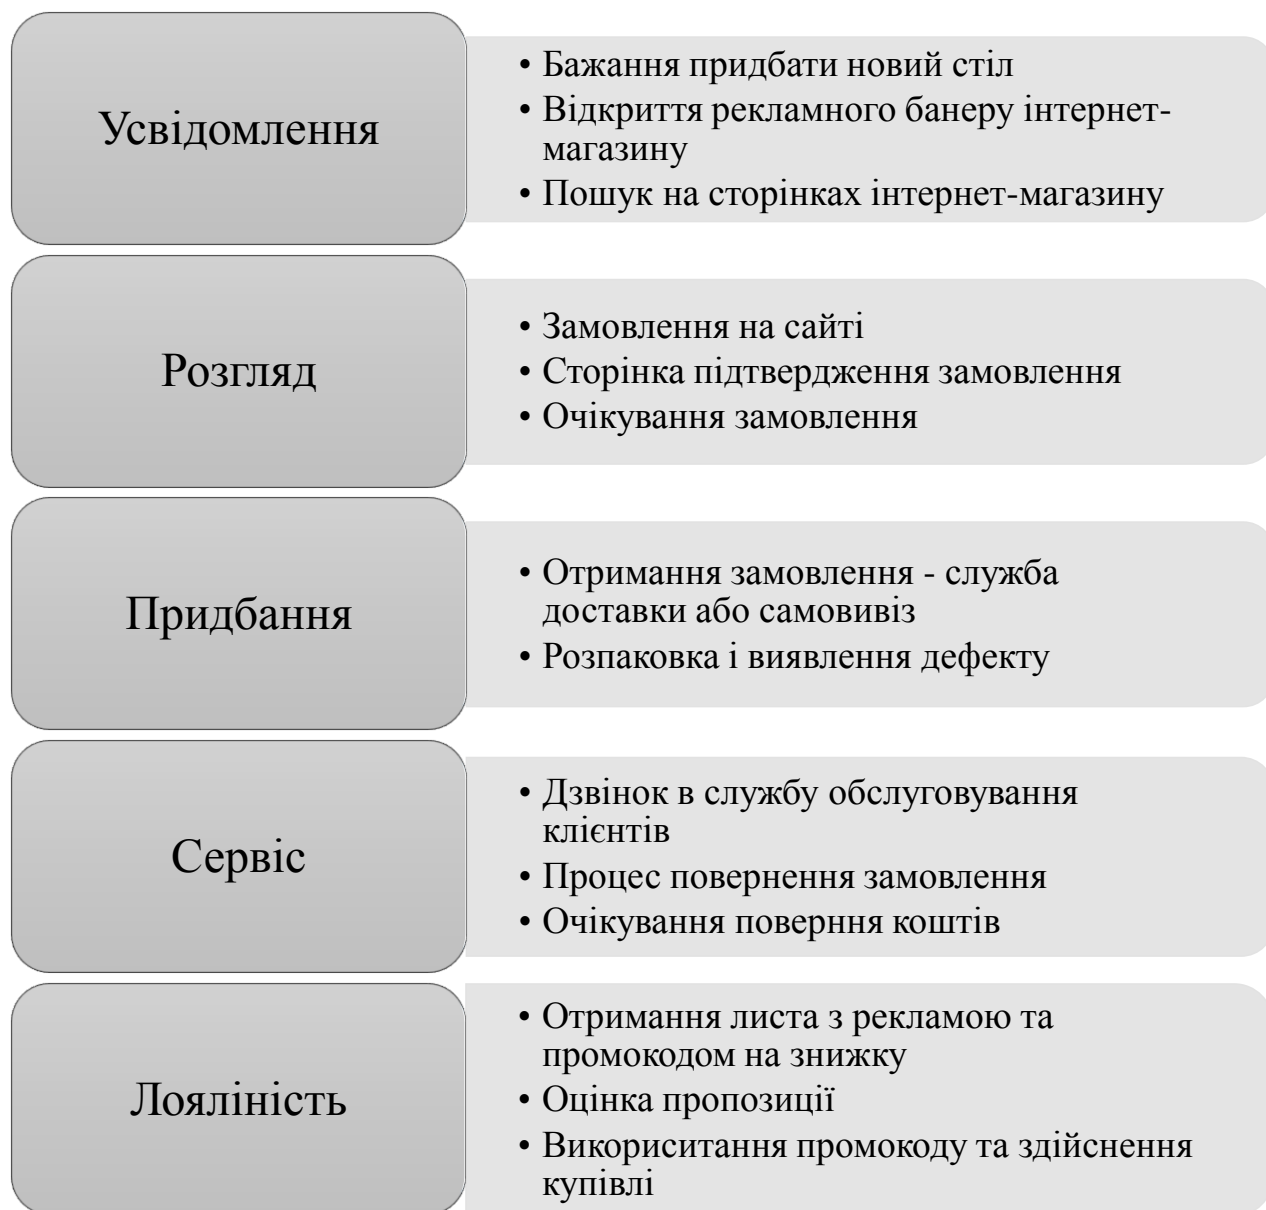 Усвідомлення
• Бажання придбати новий стіл
• Відкриття рекламного банеру інтернет-
магазину
• Пошук на сторінках інтернет-магазину
Розгляд
• Замовлення на сайті
• Сторінка підтвердження замовлення
• Очікування замовлення
Придбання
• Отримання замовлення - служба
доставки або самовивіз
• Розпаковка і виявлення дефекту
Сервіс
• Дзвінок в службу обслуговування
клієнтів
• Процес повернення замовлення
• Очікування поверння коштів
Лояліність
• Отримання листа з рекламою та
промокодом на знижку
• Оцінка пропозиції
• Використання промокоду та здійснення
купівлі